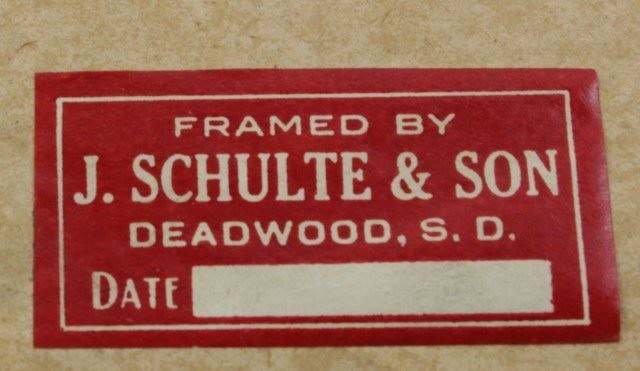 FRAMED BY
J. SCHULTE & SON
DEADWOOD, S. D.
DATE